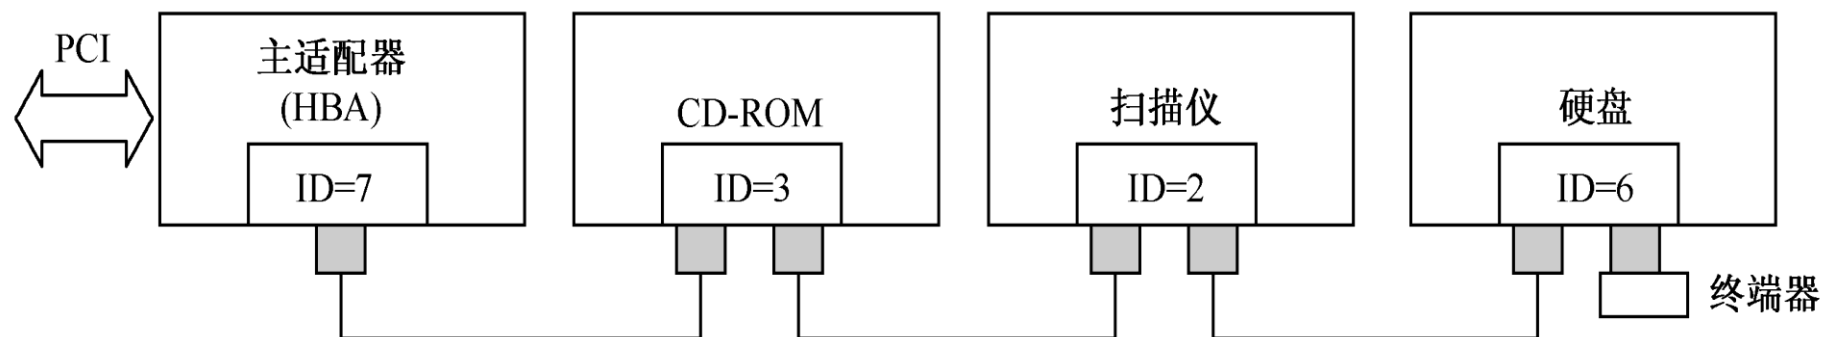 PCI
主适配器
(HBA)
ID=7
CD-ROM
ID=3
扫描仪
ID=2
硬盘
ID=6
终端器